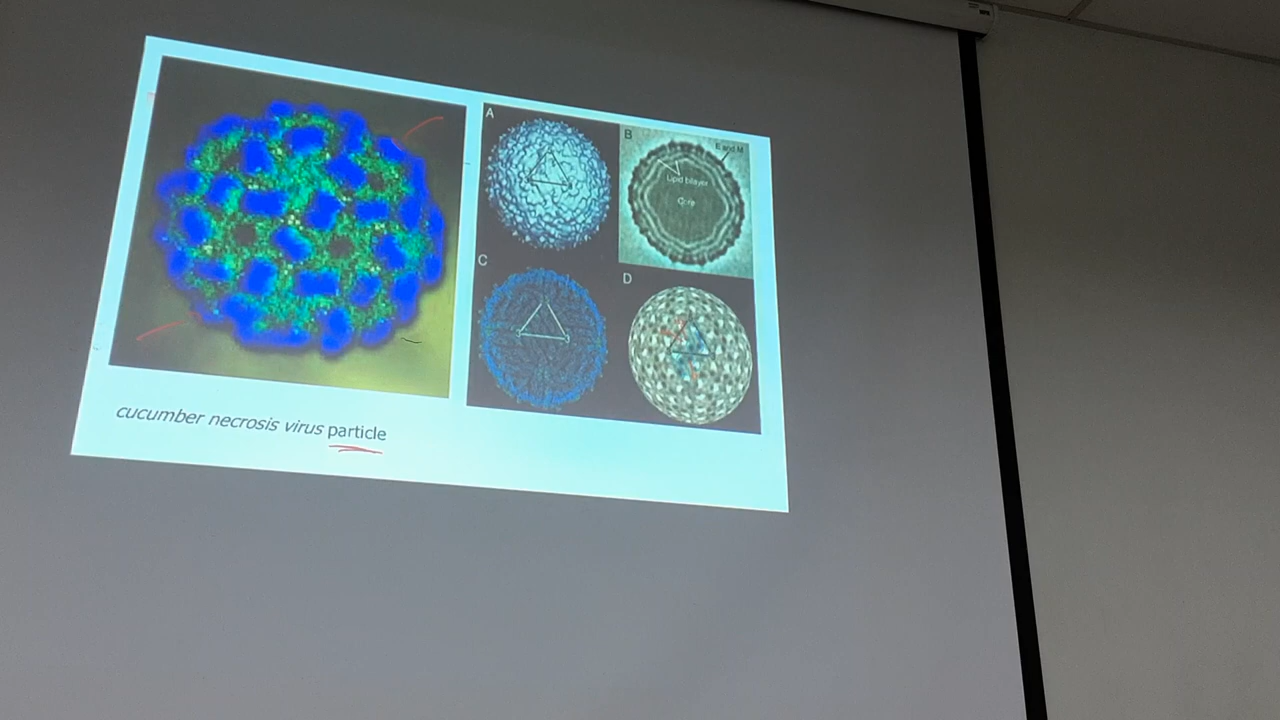 A
B
E and M
Lipid bilayer
Core
C
D
cucumber necrosis virus particle